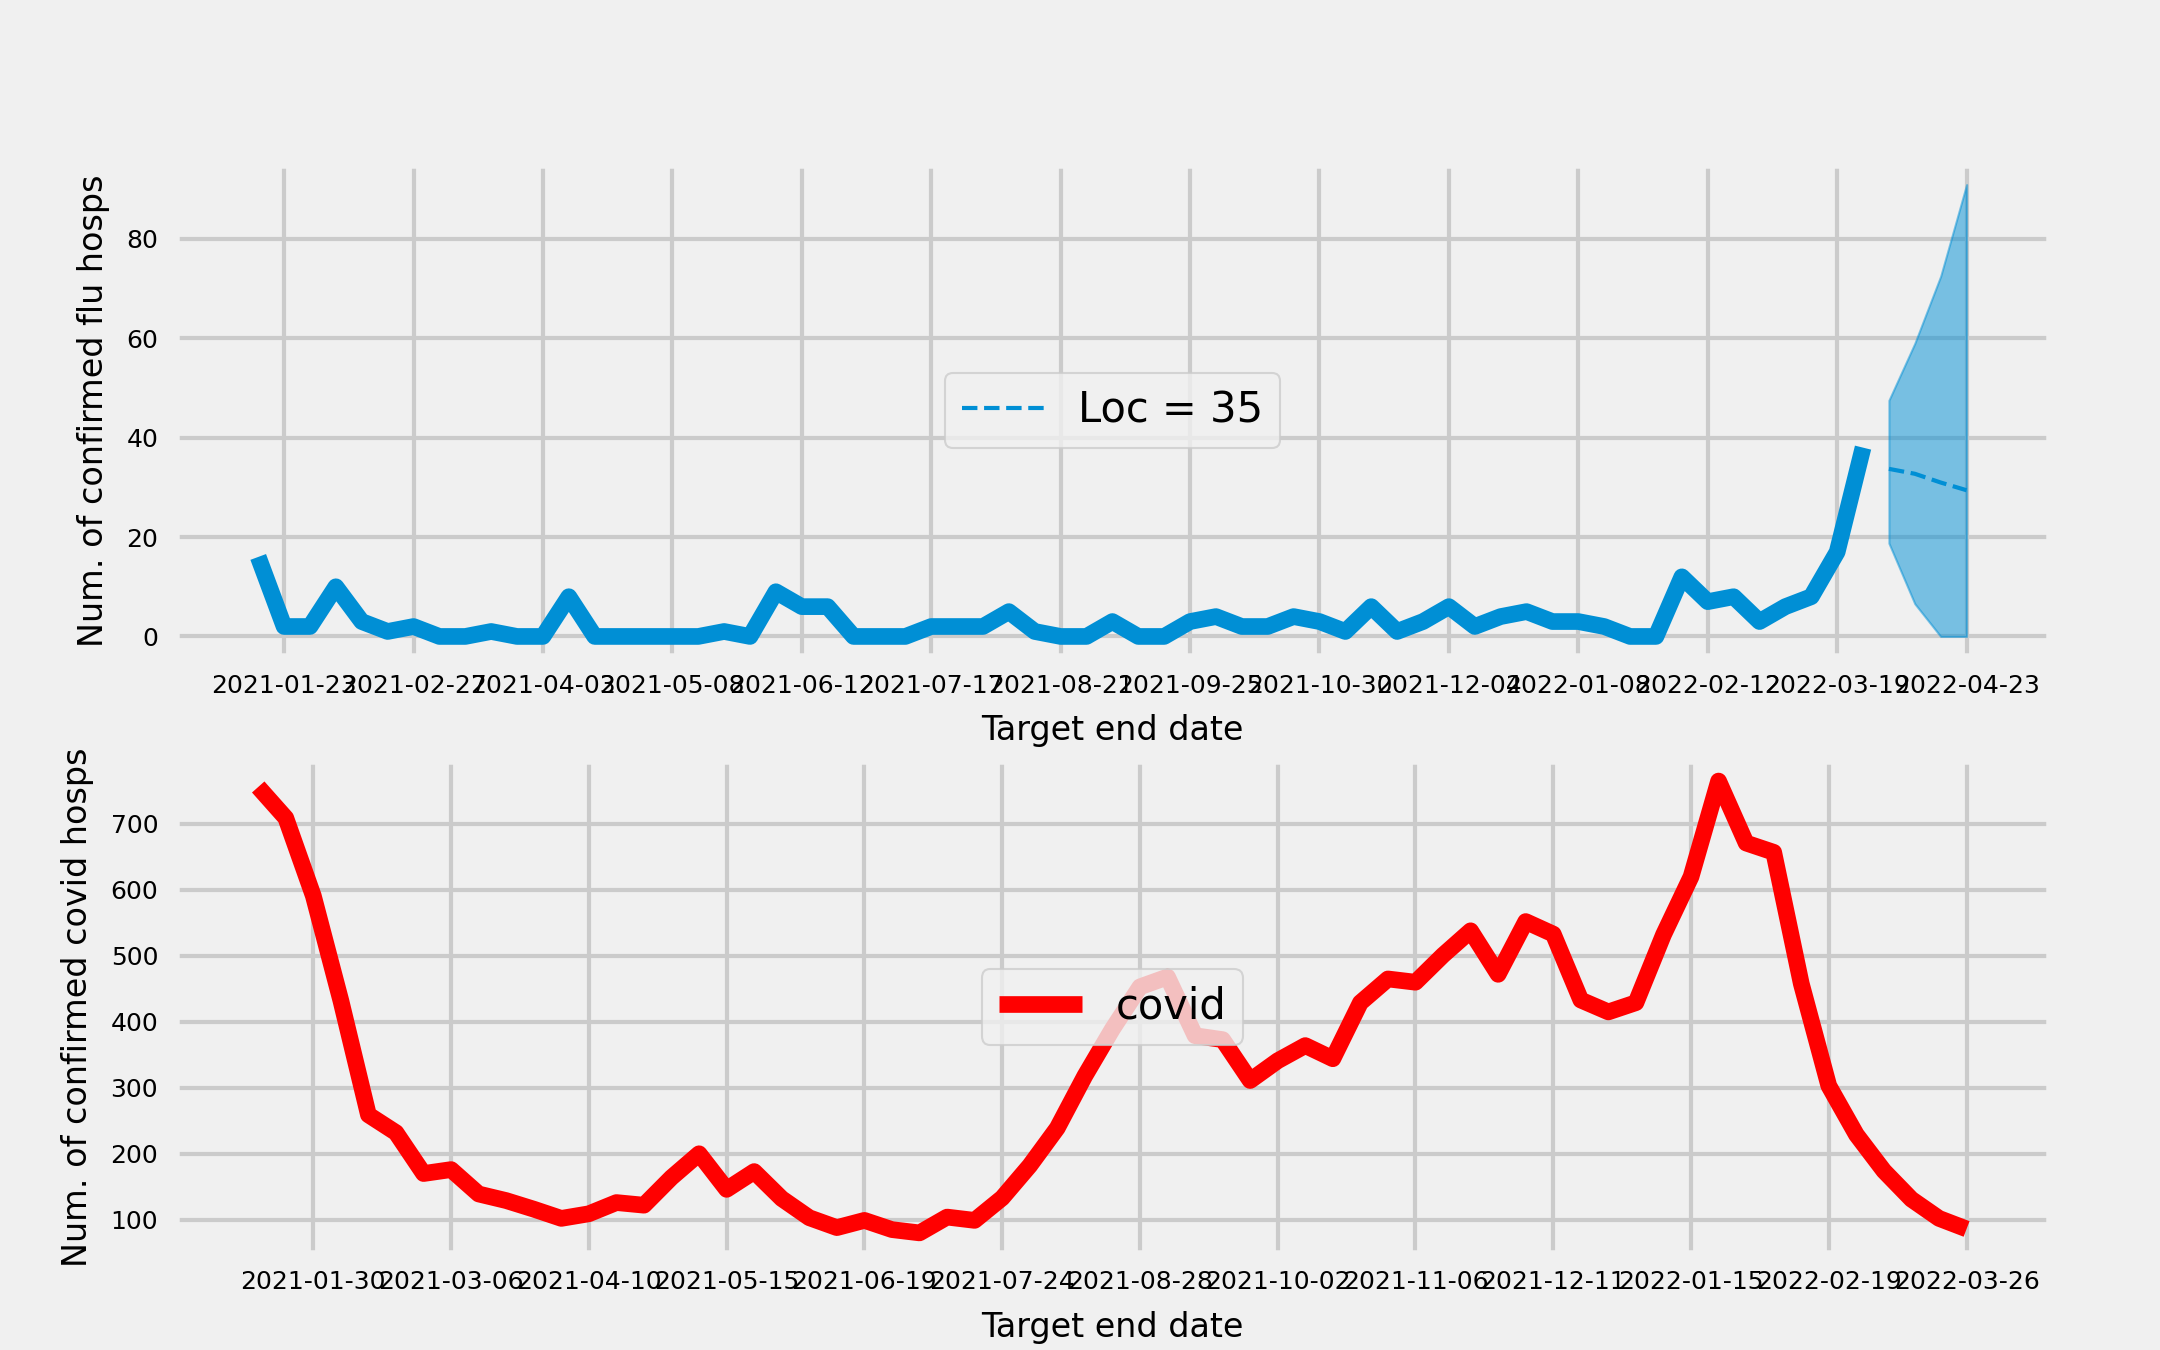 Num. of confirmed flu hosps
80
60
40
20
0
Loc = 35
2021-01-23 2021-02-27 2021-04-03 2021-05-08 2021-06-12 2021-07-17 2021-08-21 2021-09-25 2021-10-30 2021-12-04 2022-01-08 2022-02-12 2022-03-19 2022-04-23
Target end date
Num. of confirmed covid hosps
700
600
500
400
300
200
100
covid
2021-01-30 2021-03-06 2021-04-10 2021-05-15 2021-06-19 2021-07-24 2021-08-28 2021-10-02 2021-11-06 2021-12-11 2022-01-15 2022-02-19 2022-03-26
Target end date